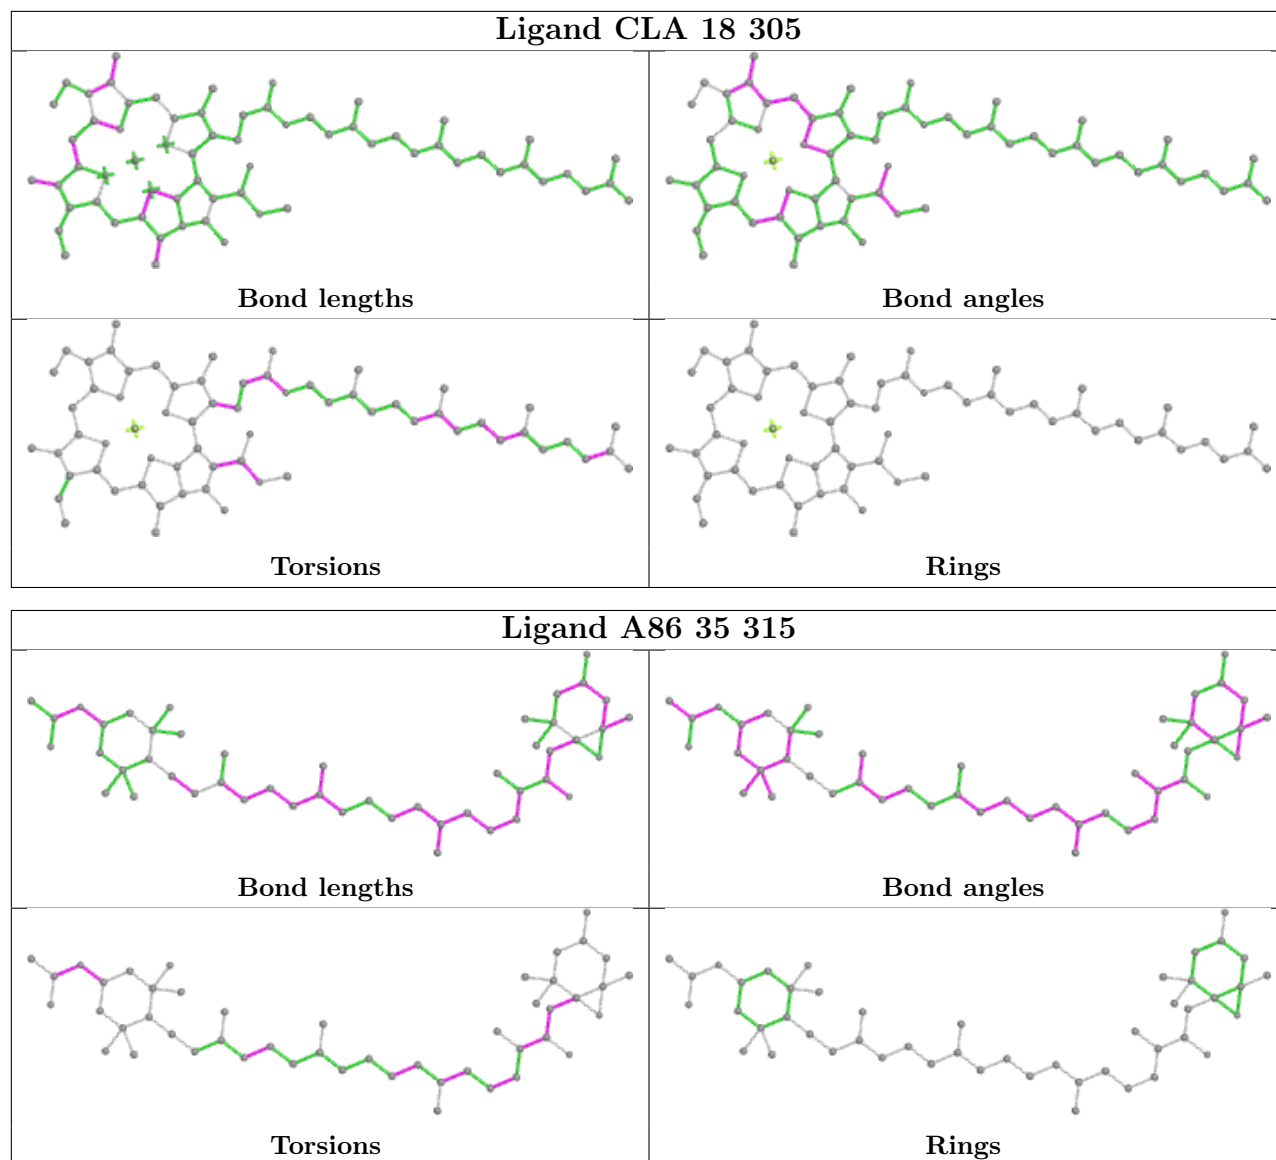 Ligand CLA 18 305
Bond lengths
Bond angles
Torsions
Rings
Ligand A86 35 315
Bond lengths
Bond angles
Torsions
Rings